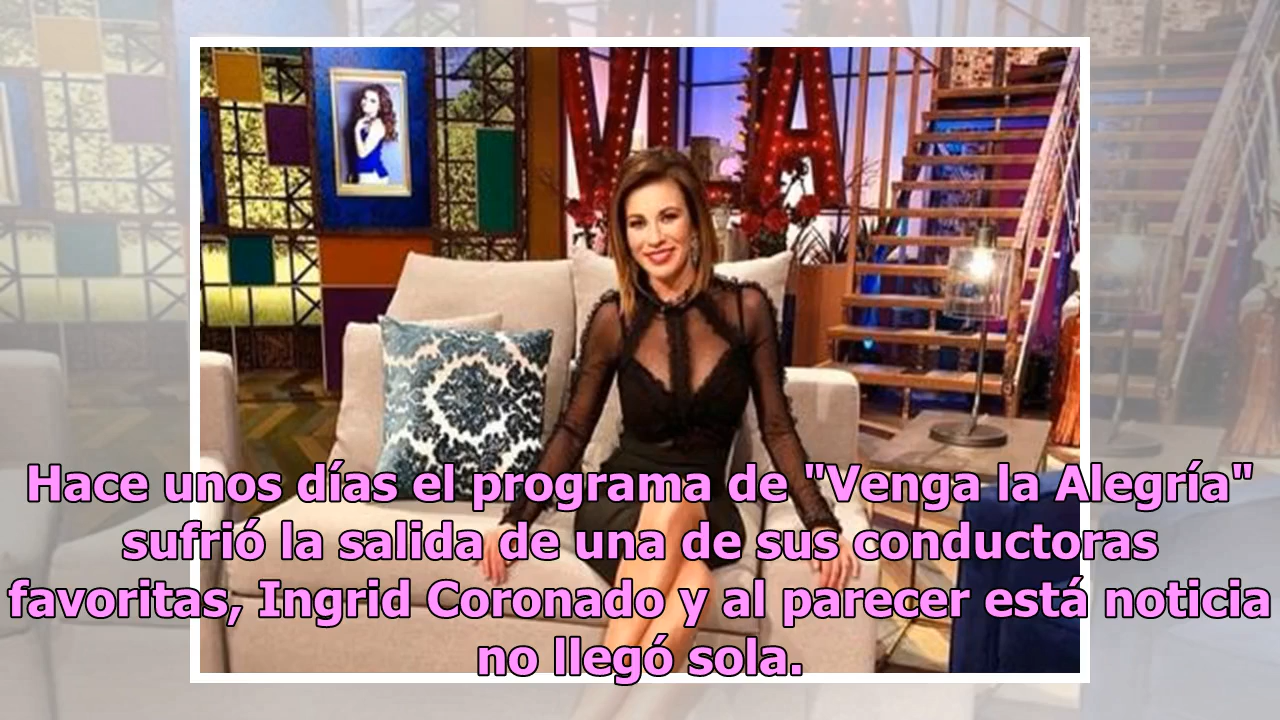 A
Hace unos días el programa de "Venga la Alegría"
sufrió la salida de una de sus conductoras
favoritas, Ingrid Coronado y al parecer está noticia
no llegó sola.